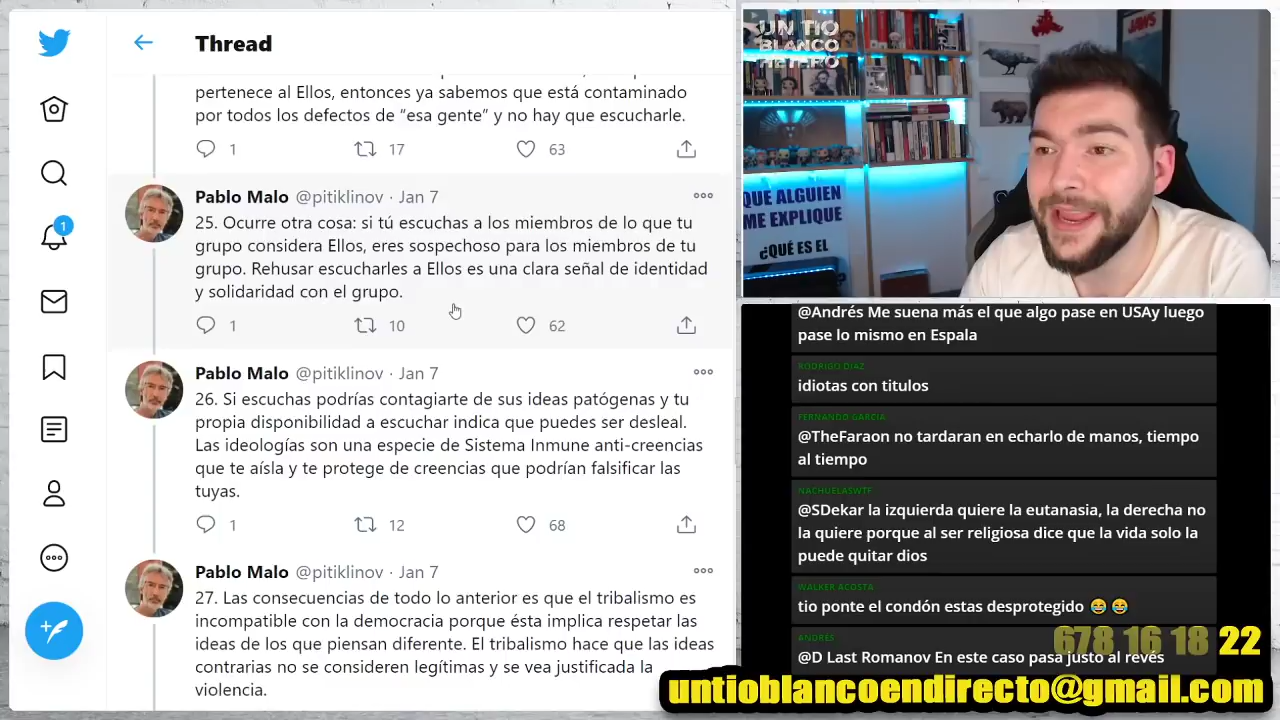 Thread
pertenece al Ellos, entonces ya sabemos que está contaminado
por todos los defectos de “esa gente” y no hay que escucharle.
1 17 63
Pablo Malo @pitiklinov · Jan 7
25. Ocurre otra cosa: si tú escuchas a los miembros de lo que tu
grupo considera Ellos, eres sospechoso para los miembros de tu
grupo. Rehusar escucharles a Ellos es una clara señal de identidad
y solidaridad con el grupo.
1 10 62
Pablo Malo @pitiklinov · Jan 7
26. Si escuchas podrías contagiarte de sus ideas patógenas y tu
propia disponibilidad a escuchar indica que puedes ser desleal.
Las ideologías son una especie de Sistema Inmune anti-creencias
que te aísla y te protege de creencias que podrían falsificar las
tuyas.
1 12 68
Pablo Malo @pitiklinov · Jan 7
27. Las consecuencias de todo lo anterior es que el tribalismo es
incompatible con la democracia porque ésta implica respetar las
ideas de los que piensan diferente. El tribalismo hace que las ideas
contrarias no se consideren legítimas y se vea justificada la
violencia.
1
UN TIO
BLANCO
HETERO
JAWS
QUE ALGUIEN
ME EXPLIQUE
¿QUÉ ES EL
@Andrés Me suena más el que algo pase en USAy luego
pase lo mismo en Espala
RODRIGO DIAZ
idiotas con titulos
FERNANDO GARCIA
@TheFaraon no tardaran en echarlo de manos, tiempo
al tiempo
NACHUELASWTF
@SDekar la izquierda quiere la eutanasia, la derecha no
la quiere porque al ser religiosa dice que la vida solo la
puede quitar dios
WALKER ACOSTA
tio ponte el condón estas desprotegido 😂😂
ANDRÉS
@D Last Romanov En este caso pasa justo al revés
678 16 18 22
untioblancoendirecto@gmail.com